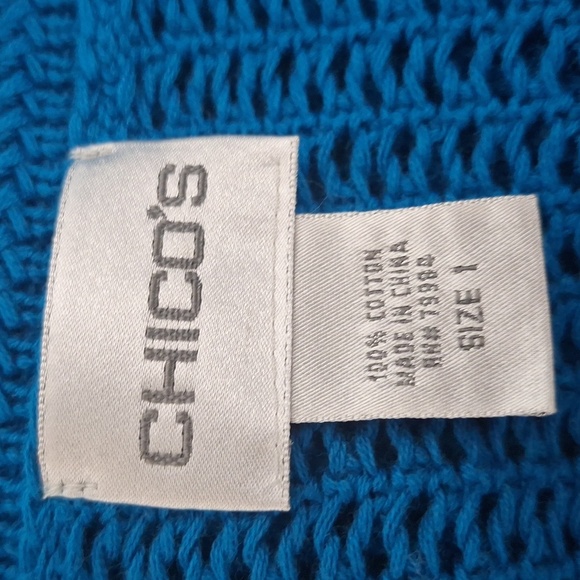 CHICO'S
100% COTTON
MADE IN CHINA
RN# 79984
SIZE 1